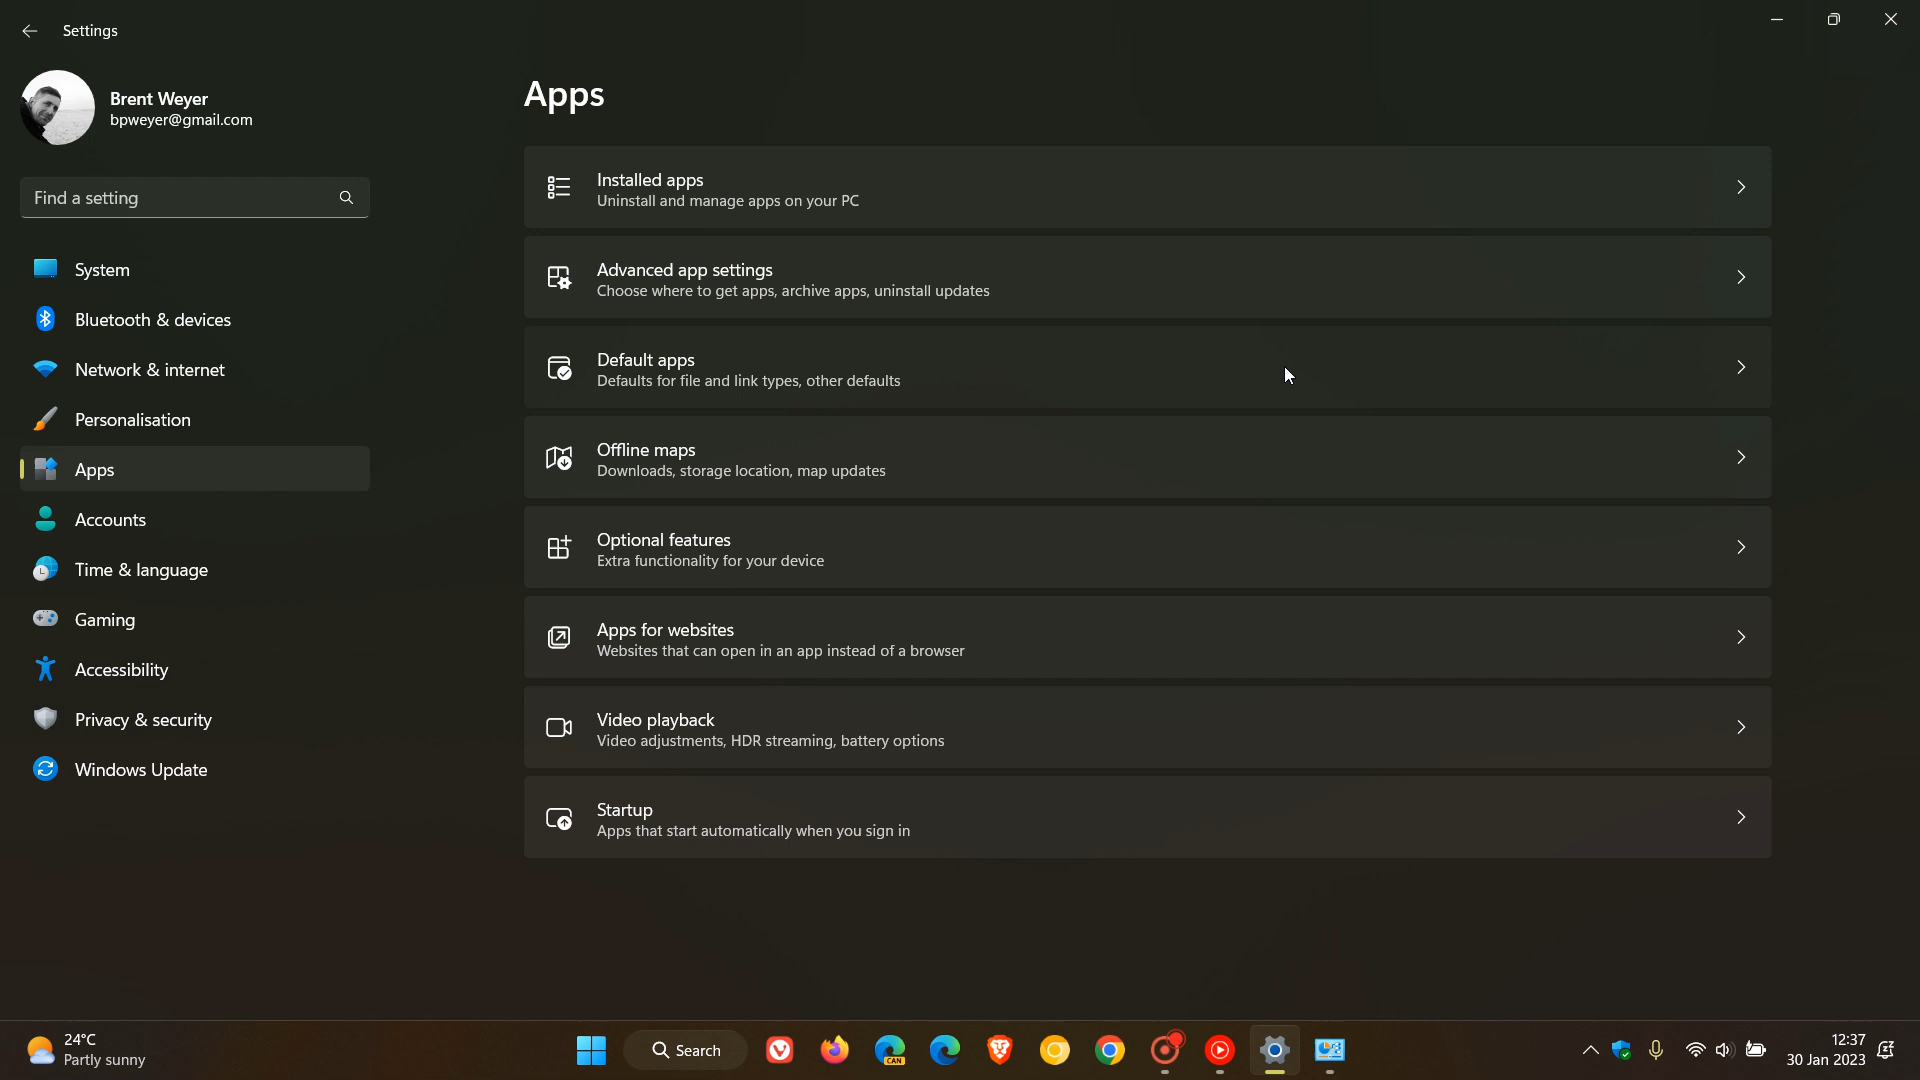 Settings
Brent Weyer
bpweyer@gmail.com
Find a setting
System
Bluetooth & devices
Network & internet
Personalisation
Apps
Accounts
Time & language
Gaming
Accessibility
Privacy & security
Windows Update
Apps
Installed apps
Uninstall and manage apps on your PC
Advanced app settings
Choose where to get apps, archive apps, uninstall updates
Default apps
Defaults for file and link types, other defaults
Offline maps
Downloads, storage location, map updates
Optional features
Extra functionality for your device
Apps for websites
Websites that can open in an app instead of a browser
Video playback
Video adjustments, HDR streaming, battery options
Startup
Apps that start automatically when you sign in
24°C
Partly sunny
Search
CAN
12:37
30 Jan 2023